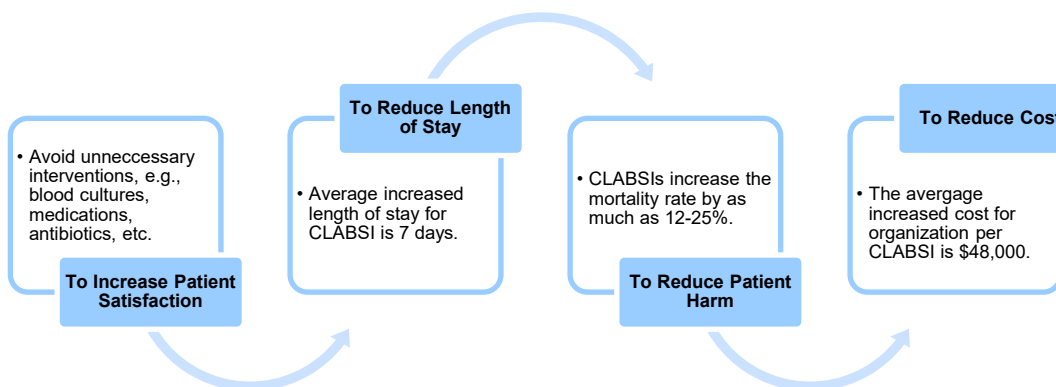 • Avoid unneccessary
interventions, e.g.,
blood cultures,
medications,
antibiotics, etc.
To Increase Patient
Satisfaction
To Reduce Length
of Stay
• Average increased
length of stay for
CLABSI is 7 days.
• CLABSIs increase the
mortality rate by as
much as 12-25%.
To Reduce Patient
Harm
To Reduce Cost
• The avergage
increased cost for
organization per
CLABSI is $48,000.